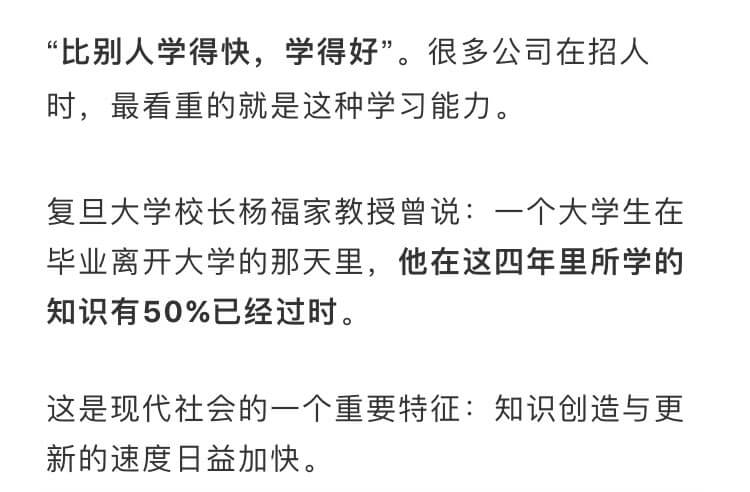 “比别人学得快，学得好”。很多公司在招人
时，最看重的就是这种学习能力。
复旦大学校长杨福家教授曾说：一个大学生在
毕业离开大学的那天里，他在这四年里所学的
知识有50%已经过时。
这是现代社会的一个重要特征：知识创造与更
新的速度日益加快。